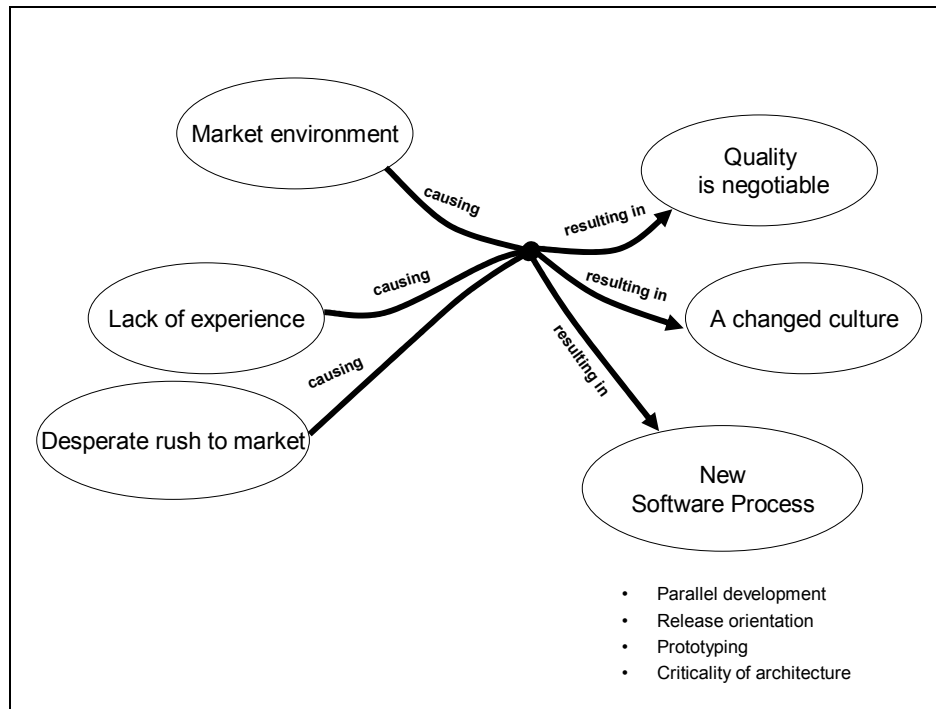 Market environment
causing
Quality
is negotiable
resulting in
causing
resulting in
Lack of experience
A changed culture
causing
resulting in
Desperate rush to market
New
Software Process
• Parallel development
• Release orientation
• Prototyping
• Criticality of architecture